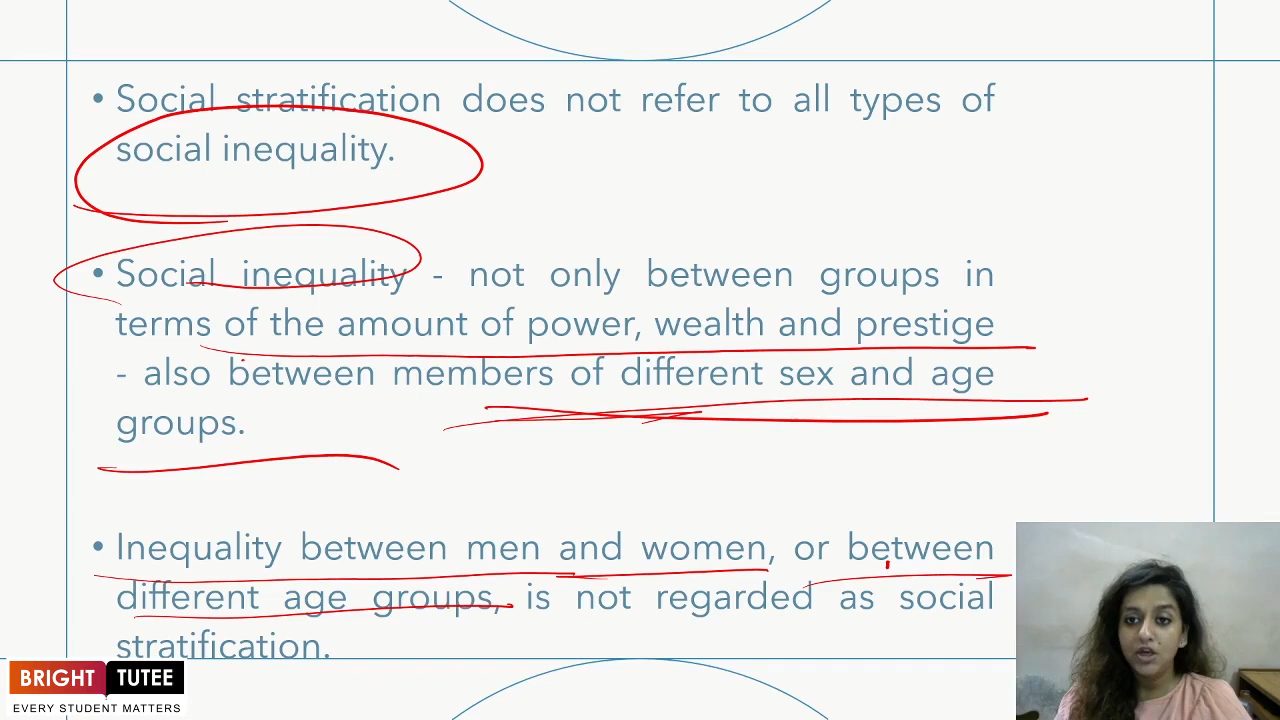 • Social stratification does not refer to all types of
social inequality.
• Social inequality - not only between groups in
terms of the amount of power, wealth and prestige
- also between members of different sex and age
groups.
• Inequality between men and women, or between
different age groups, is not regarded as social
stratification.
BRIGHT TUTEE
EVERY STUDENT MATTERS